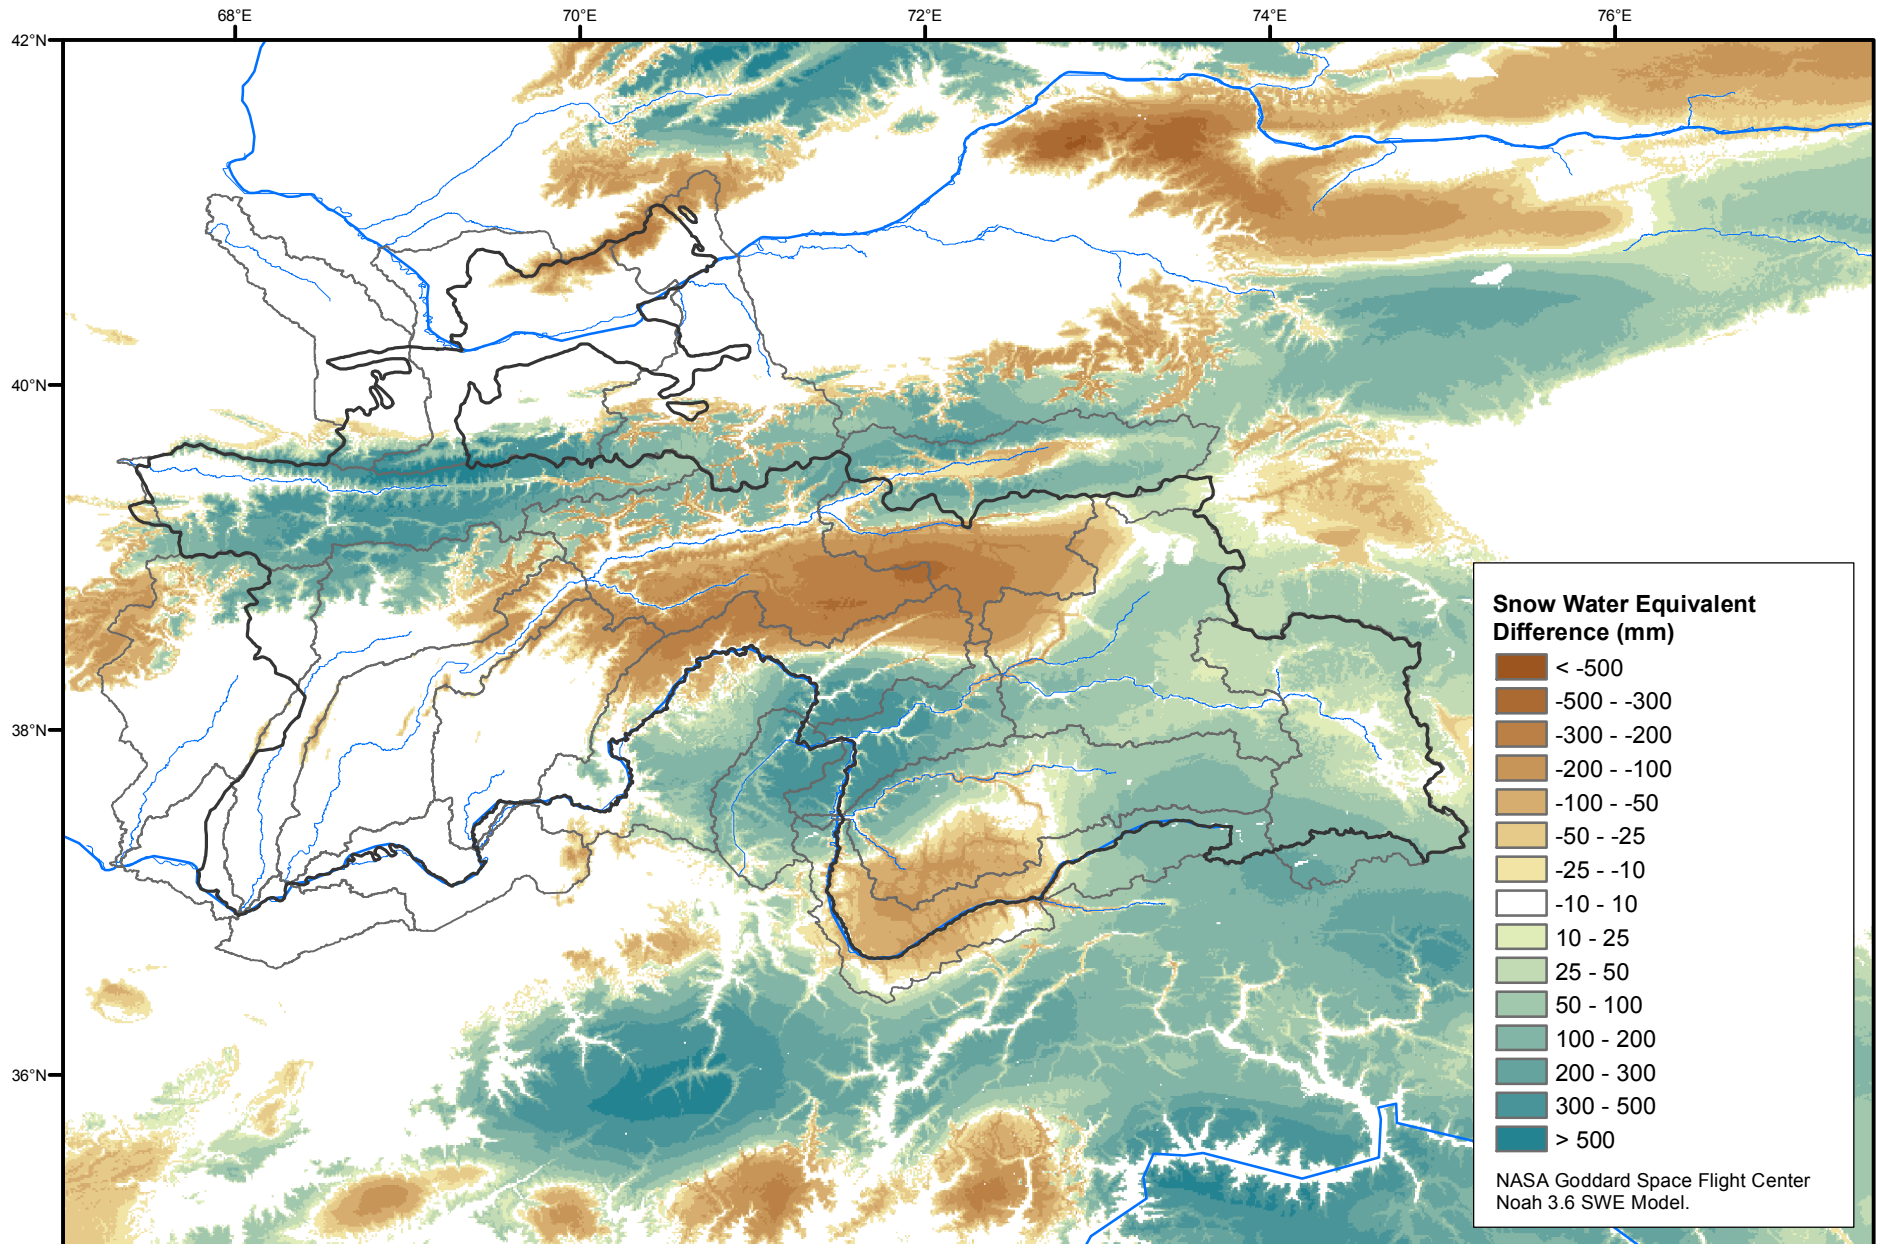 68°E 70°E 72°E 74°E 76°E
42°N
40°N
38°N
36°N
Snow Water Equivalent
Difference (mm)
< -500
-500 - -300
-300 - -200
-200 - -100
-100 - -50
-50 - -25
-25 - -10
-10 - 10
10 - 25
25 - 50
50 - 100
100 - 200
200 - 300
300 - 500
> 500
NASA Goddard Space Flight Center
Noah 3.6 SWE Model.